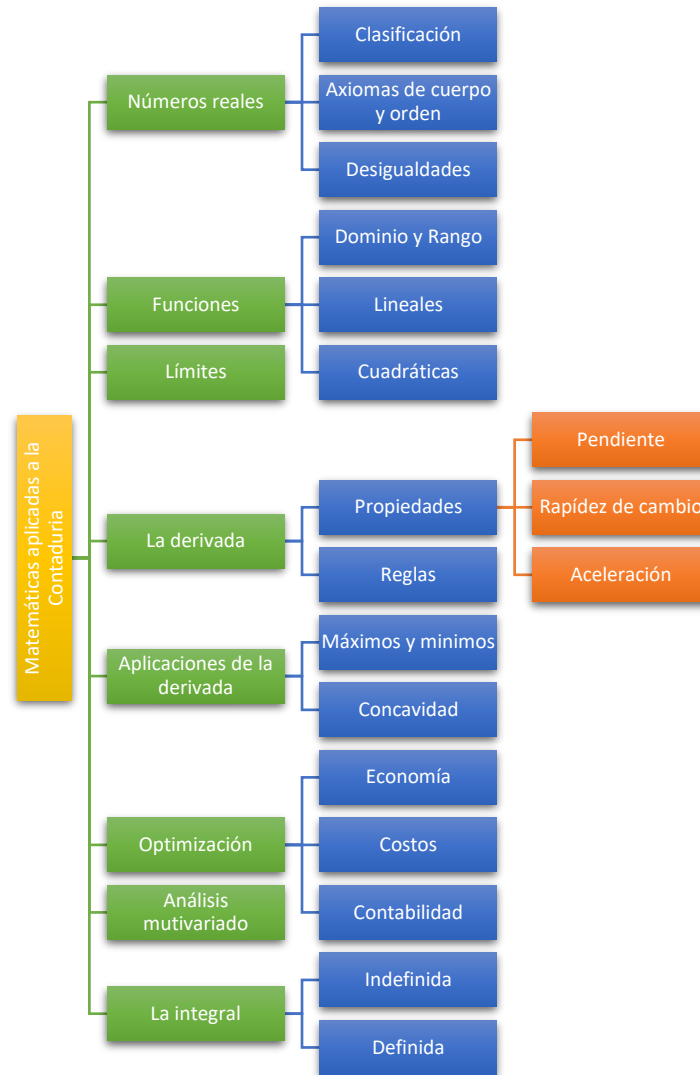 Matemáticas aplicadas a la
Contaduría
Números reales
Clasificación
Axiomas de cuerpo
y orden
Desigualdades
Funciones
Dominio y Rango
Lineales
Cuadráticas
Límites
La derivada
Propiedades
Pendiente
Rapídez de cambio
Aceleración
Reglas
Aplicaciones de la
derivada
Máximos y minimos
Concavidad
Optimización
Economía
Costos
Contabilidad
Análisis
mutivariado
La integral
Indefinida
Definida